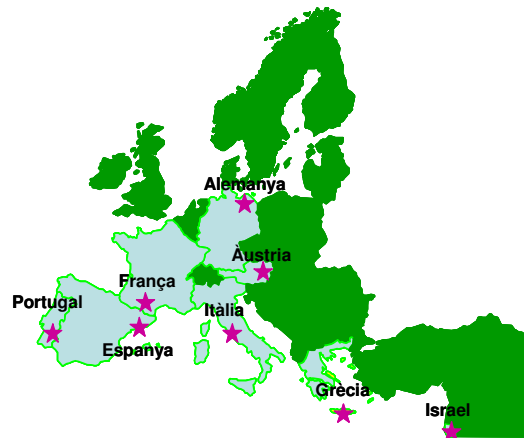 Alemanya
Àustria
França
Portugal
Itàlia
Espanya
Grècia
Israel